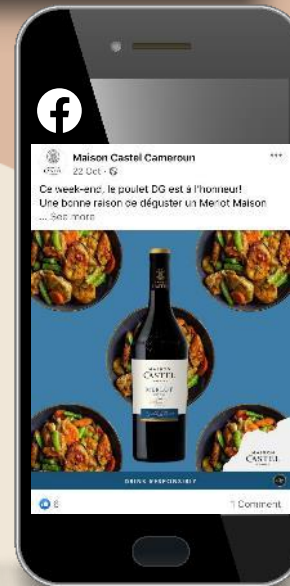 Maison Castel Cameroun
22 Oct
Ce week-end, le poulet DG est à l'honneur!
Une bonne raison de déguster un Merlot Maison
... See more
MAISON
CASTEL
MERLOT
MAISON
CASTEL
DRINK RESPONSIBLY
6
1 Comment